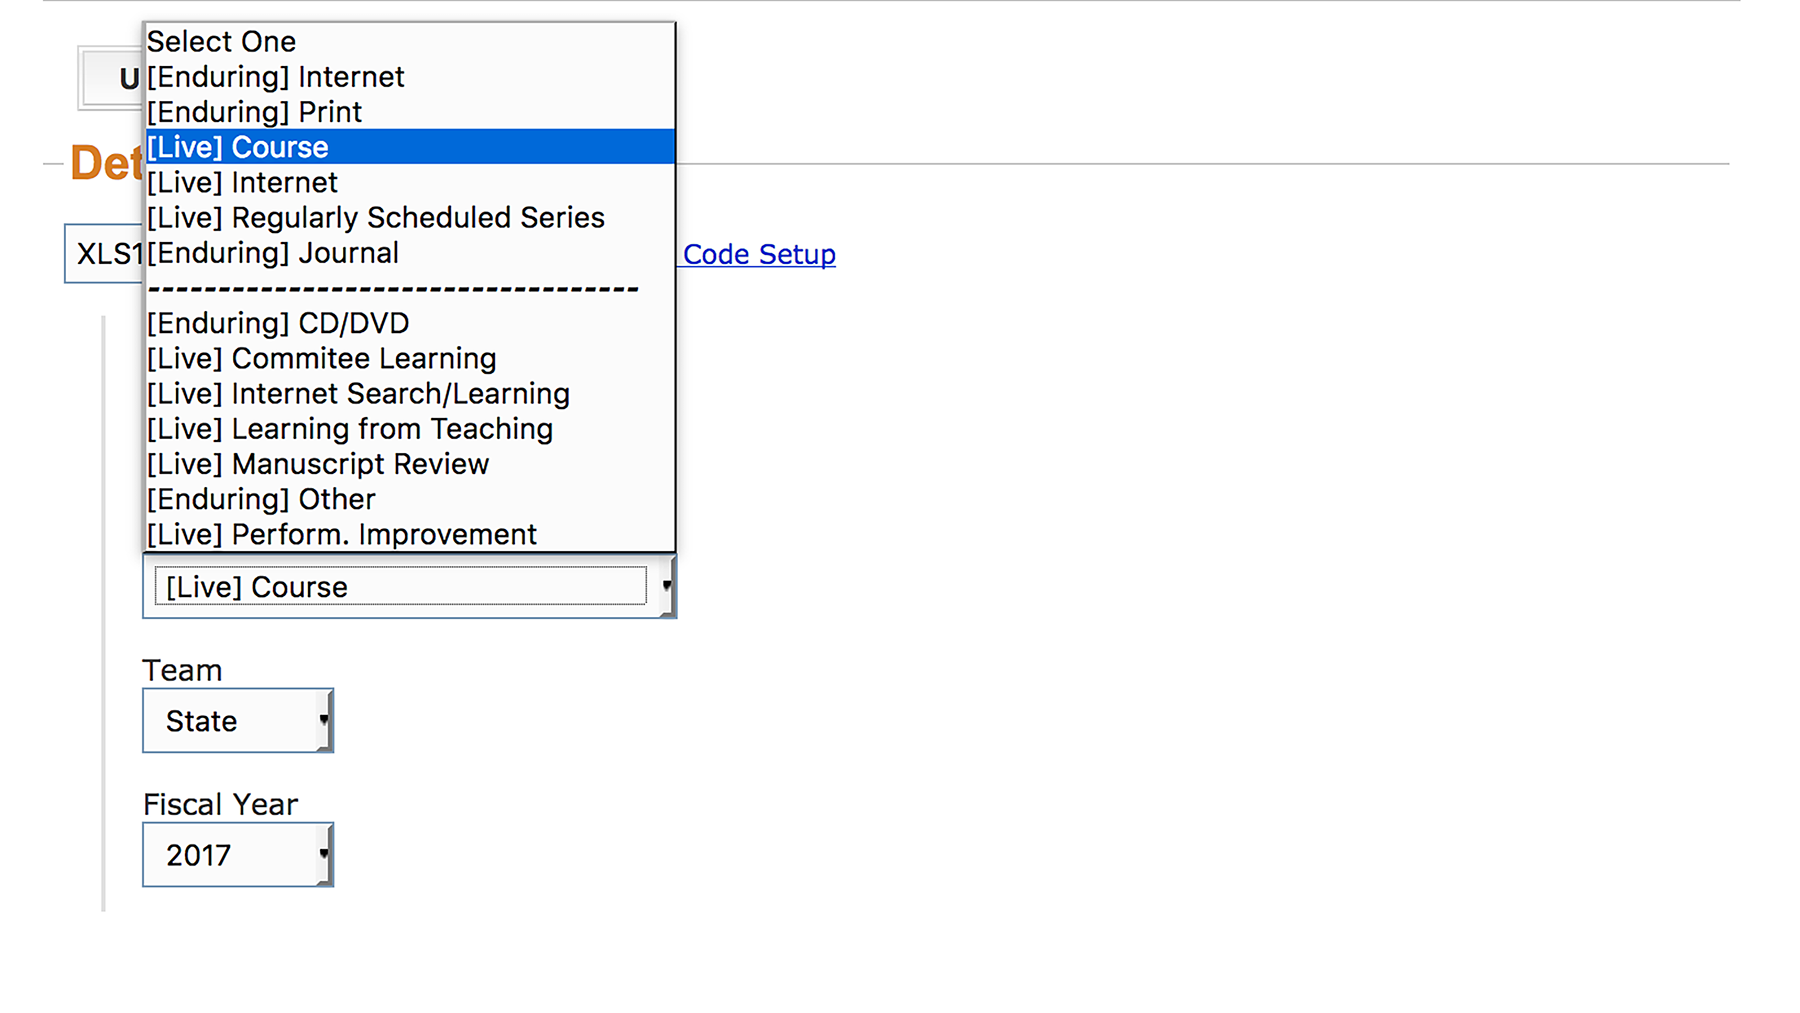 Select One
U
[Enduring] Internet
[Enduring] Print
[Live] Course
Det
[Live] Internet
[Live] Regularly Scheduled Series
XLS1
[Enduring] Journal
Code Setup
-----------------------------------
[Enduring] CD/DVD
[Live] Commitee Learning
[Live] Internet Search/Learning
[Live] Learning from Teaching
[Live] Manuscript Review
[Enduring] Other
[Live] Perform. Improvement
[Live] Course
Team
State
Fiscal Year
2017